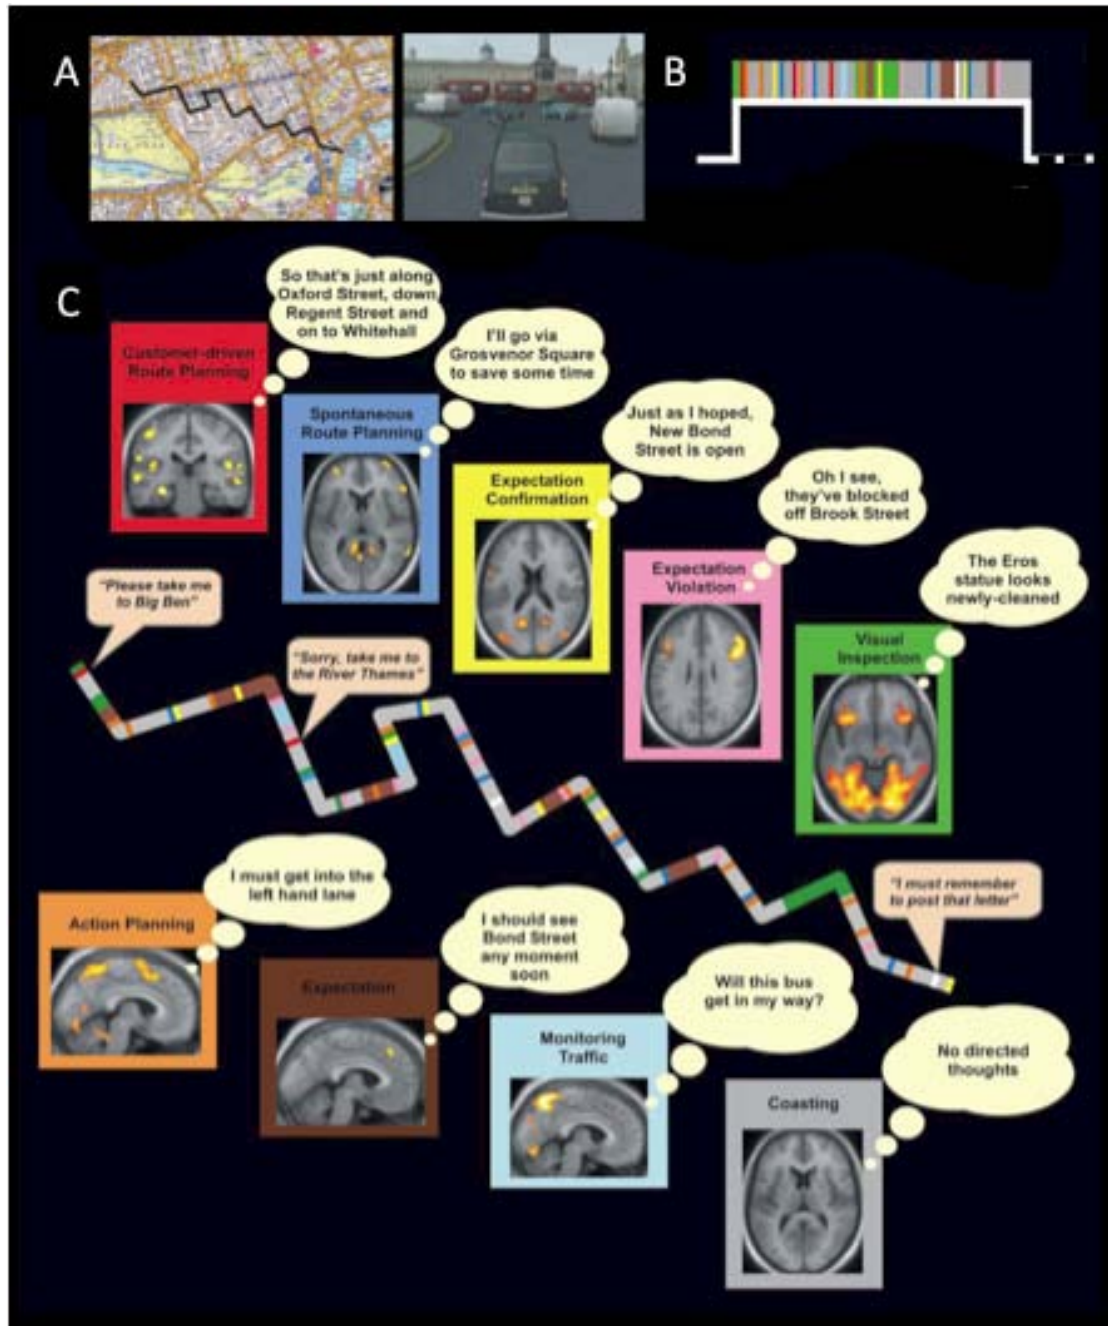 A
B
C
So that's just along
Oxford Street, down
Regent Street and
on to Whitehall
Customer-driven
Route Planning
I'll go via
Grosvenor Square
to save some time
Spontaneous
Route Planning
Just as I hoped,
New Bond
Street is open
Expectation
Confirmation
Oh I see,
they've blocked
off Brook Street
Expectation
Violation
The Eros
statue looks
newly-cleaned
Visual
Inspection
"Please take me
to Big Ben"
"Sorry, take me to
the River Thames"
I must get into the
left hand lane
Action Planning
I should see
Bond Street
any moment
soon
Expectation
Will this bus
get in my way?
Monitoring
Traffic
"I must remember
to post that letter"
No directed
thoughts
Coasting